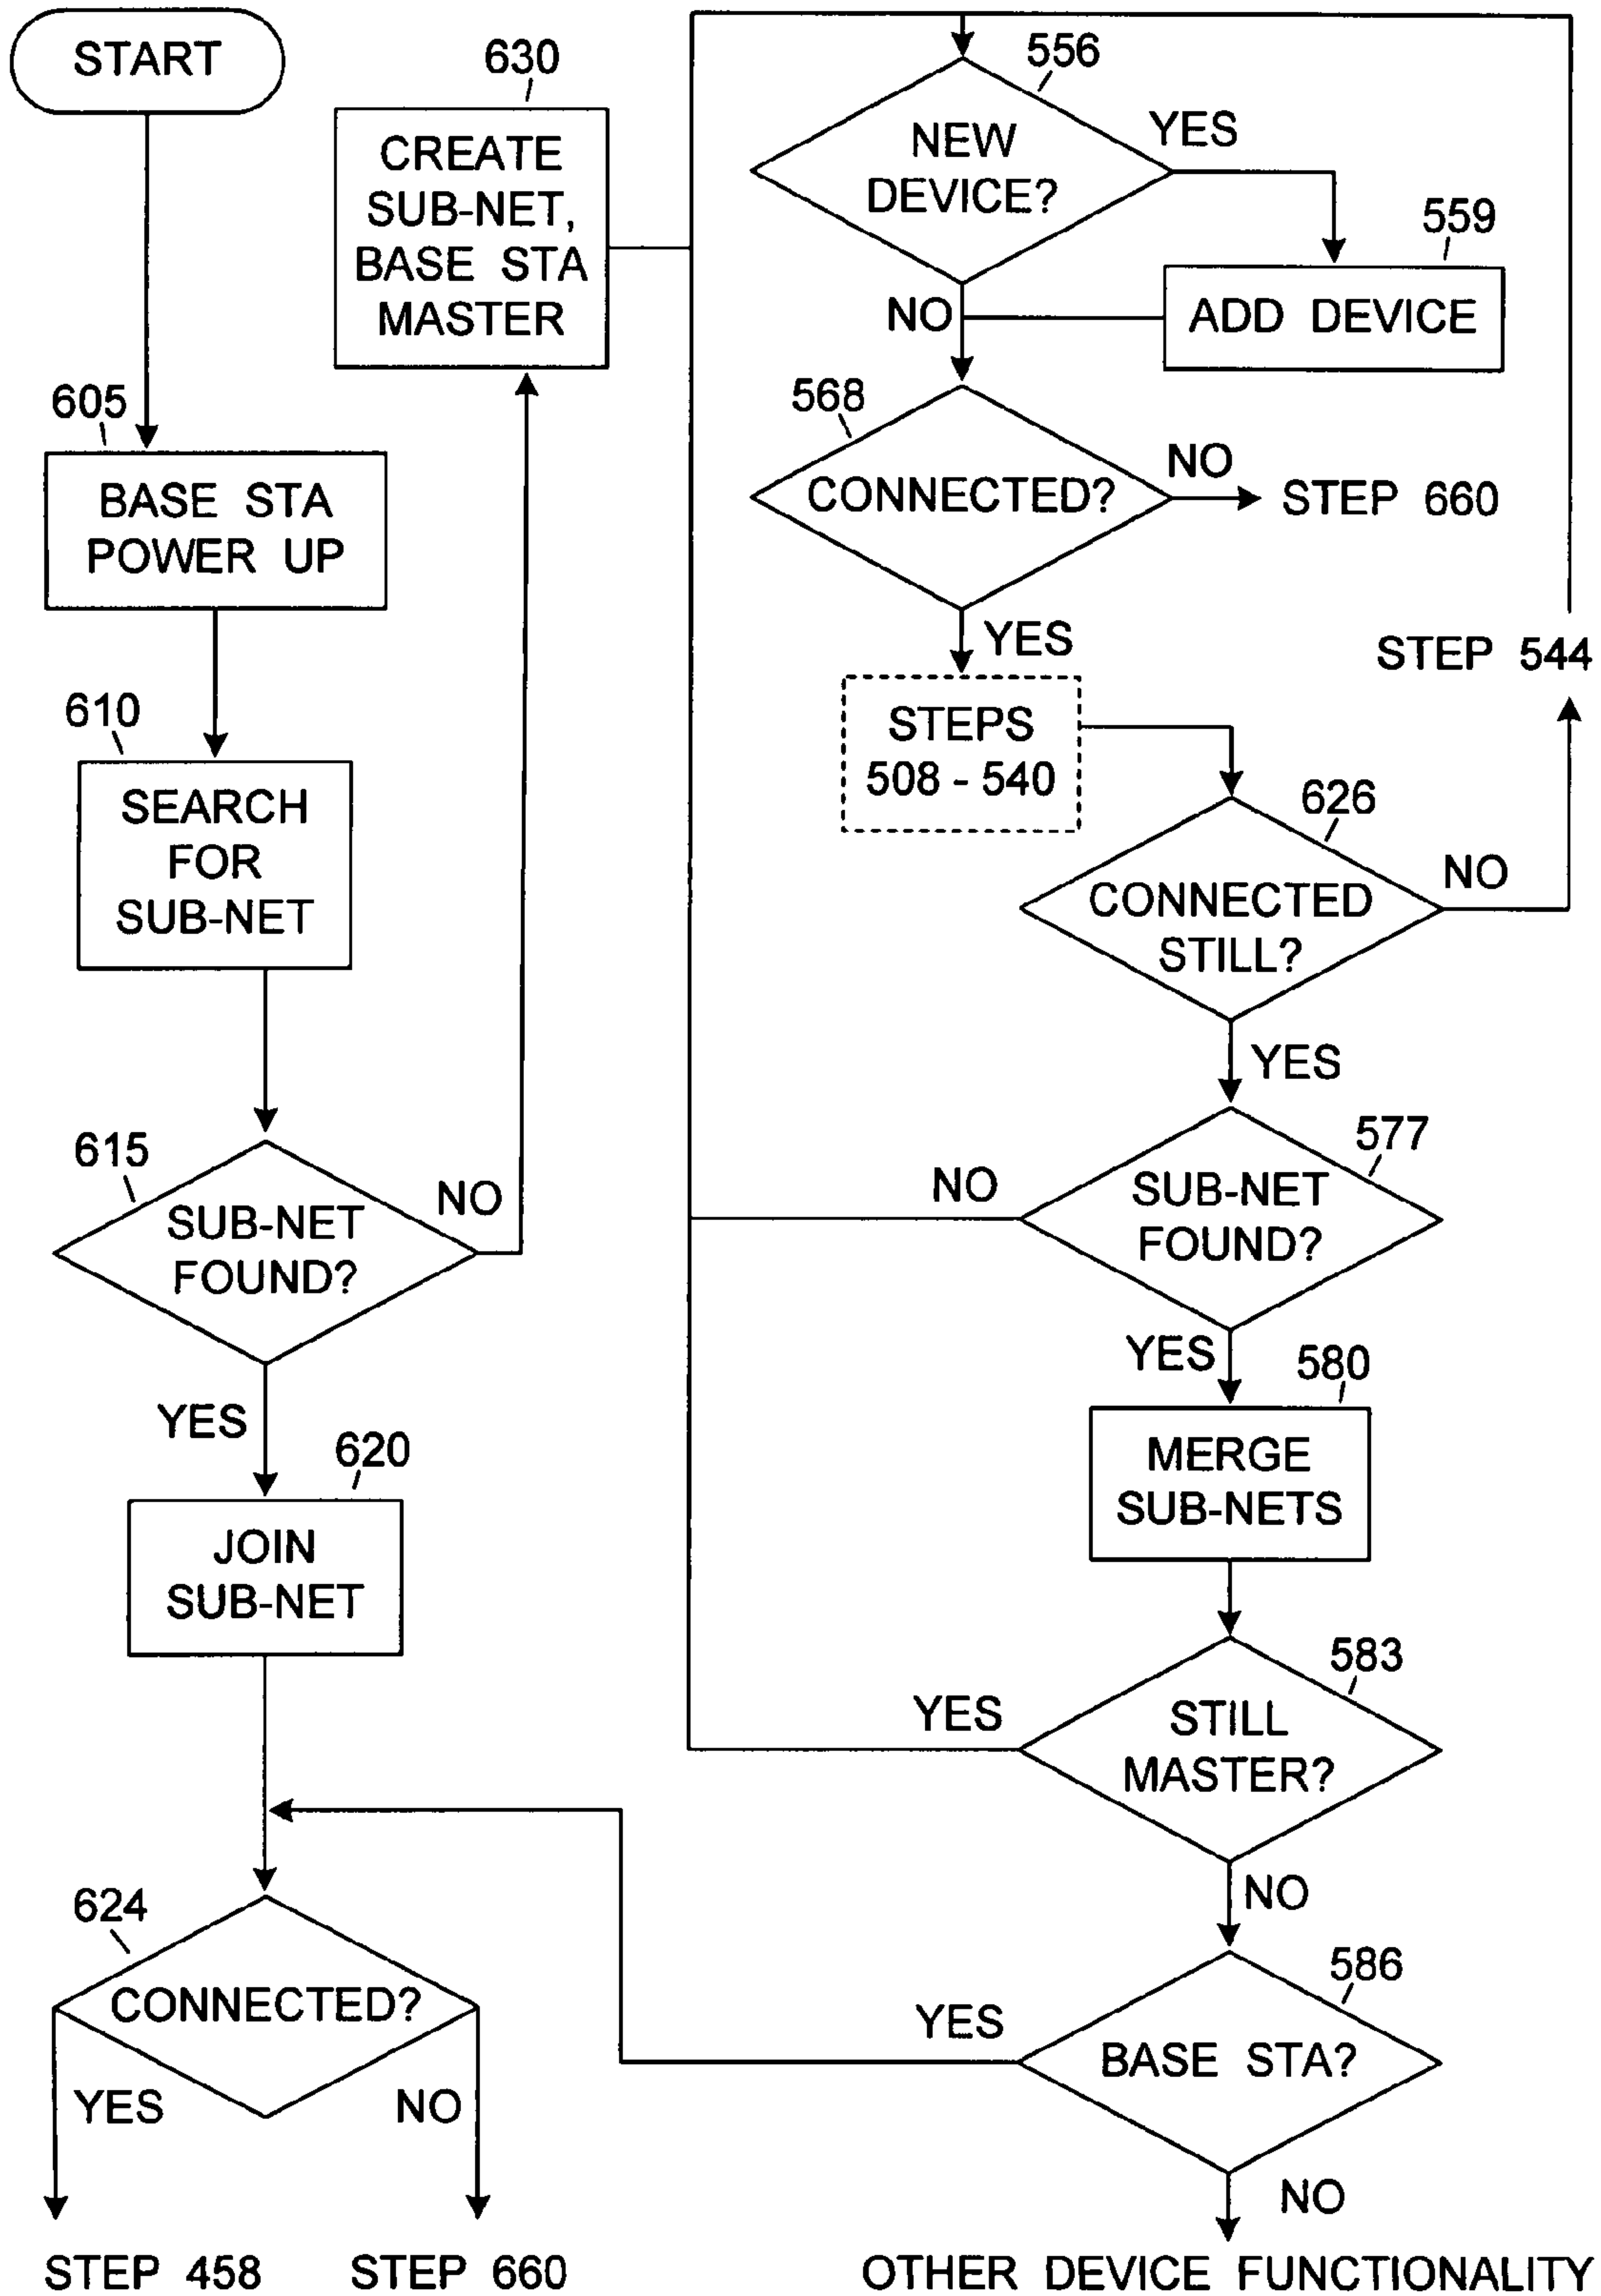 START
605
BASE STA
POWER UP
610
SEARCH
FOR
SUB-NET
615
SUB-NET
FOUND?
NO
YES
620
JOIN
SUB-NET
624
CONNECTED?
YES
NO
STEP 458
STEP 660
630
CREATE
SUB-NET,
BASE STA
MASTER
556
NEW
DEVICE?
YES
NO
559
ADD DEVICE
568
CONNECTED?
NO
STEP 660
YES
STEPS
508 - 540
STEP 544
626
CONNECTED
STILL?
NO
YES
577
SUB-NET
FOUND?
NO
YES
580
MERGE
SUB-NETS
583
STILL
MASTER?
YES
NO
586
BASE STA?
YES
NO
OTHER DEVICE FUNCTIONALITY